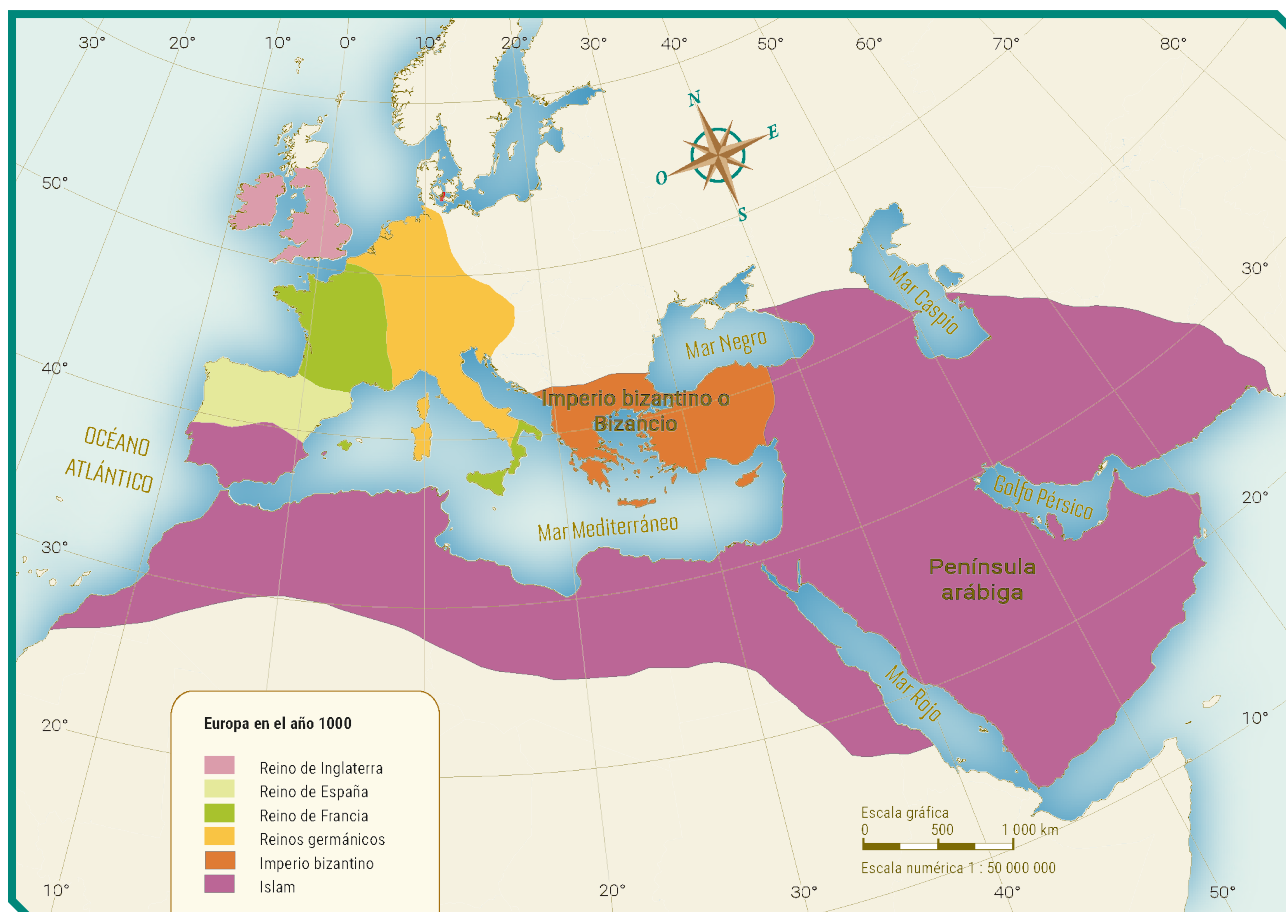 30°
20°
10°
0°
10°
20°
30°
40°
50°
60°
70°
80°
N
E
O
S
50°
30°
Mar Caspio
Mar Negro
40°
Imperio bizantino o
Bizancio
OCÉANO
ATLÁNTICO
Golfo Pérsico
20°
Mar Mediterráneo
30°
Península
arábiga
Mar Rojo
10°
20°
Europa en el año 1000
Reino de Inglaterra
Reino de España
Reino de Francia
Reinos germánicos
Imperio bizantino
Islam
Escala gráfica
0 500 1 000 km
Escala numérica 1 : 50 000 000
10°
20°
30°
40°
50°